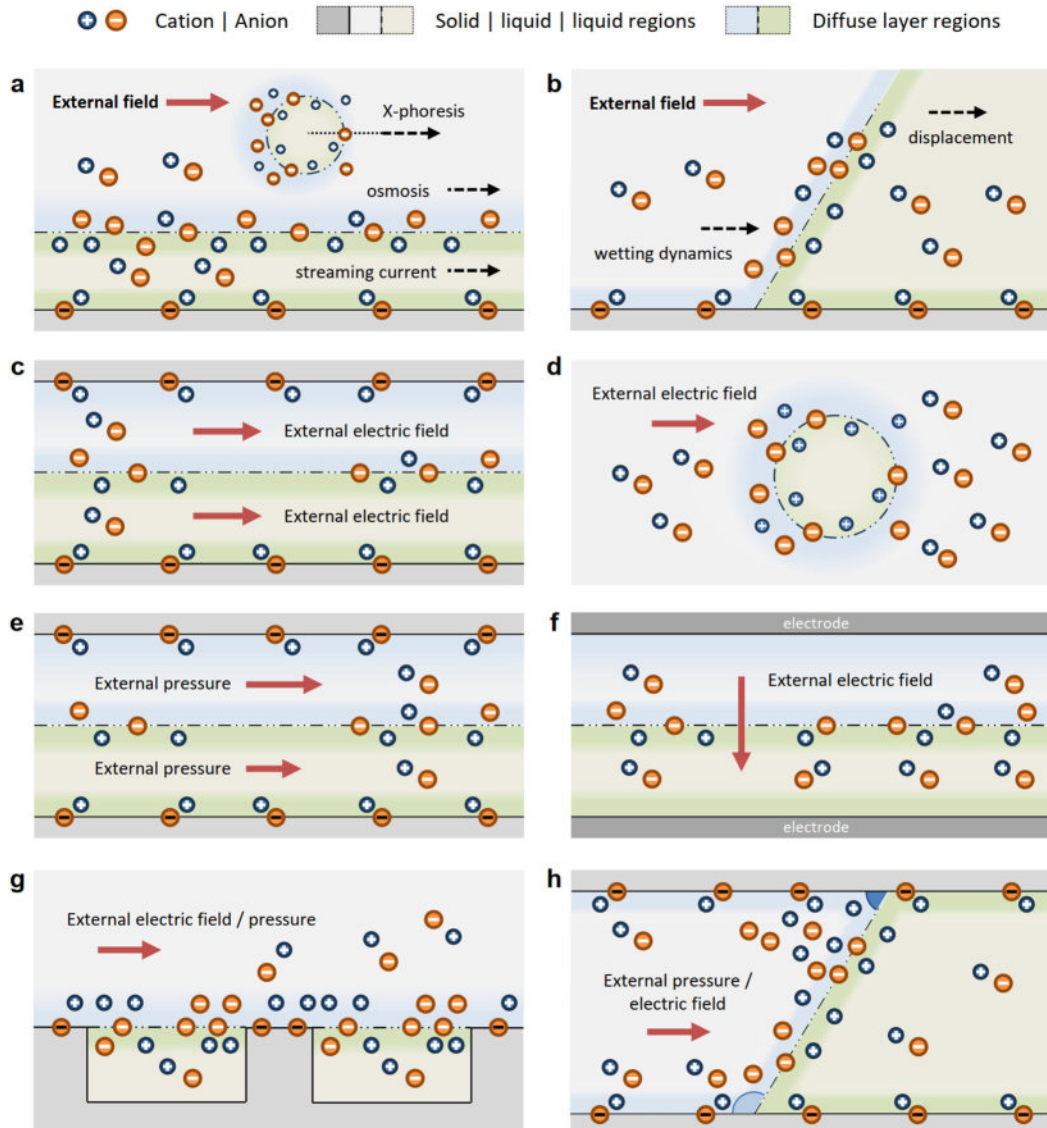 Cation | Anion Solid | liquid | liquid regions Diffuse layer regions
a
External field
X-phoresis
osmosis
streaming current
b
External field
displacement
wetting dynamics
c
External electric field
External electric field
d
External electric field
e
External pressure
External pressure
f
electrode
External electric field
electrode
g
External electric field / pressure
h
External pressure /
electric field